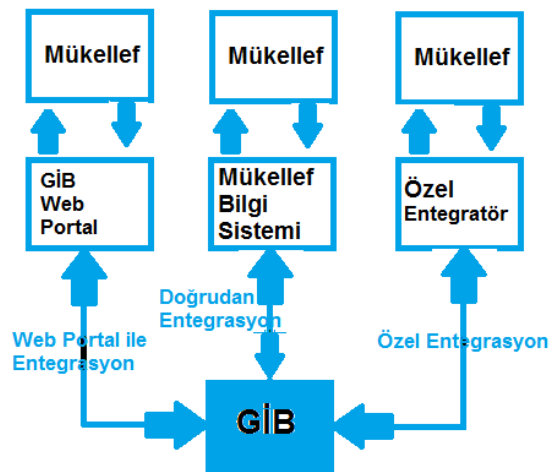 Mükellef
Mükellef
Mükellef
GİB
Web
Portal
Mükellef
Bilgi
Sistemi
Özel
Entegratör
Doğrudan
Entegrasyon
Web Portal ile
Entegrasyon
Özel Entegrasyon
GİB